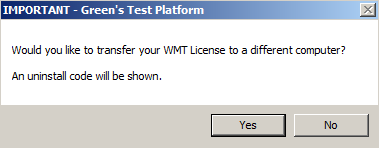 IMPORTANT - Green's Test Platform
Would you like to transfer your WMT License to a different computer?
An uninstall code will be shown.
Yes No